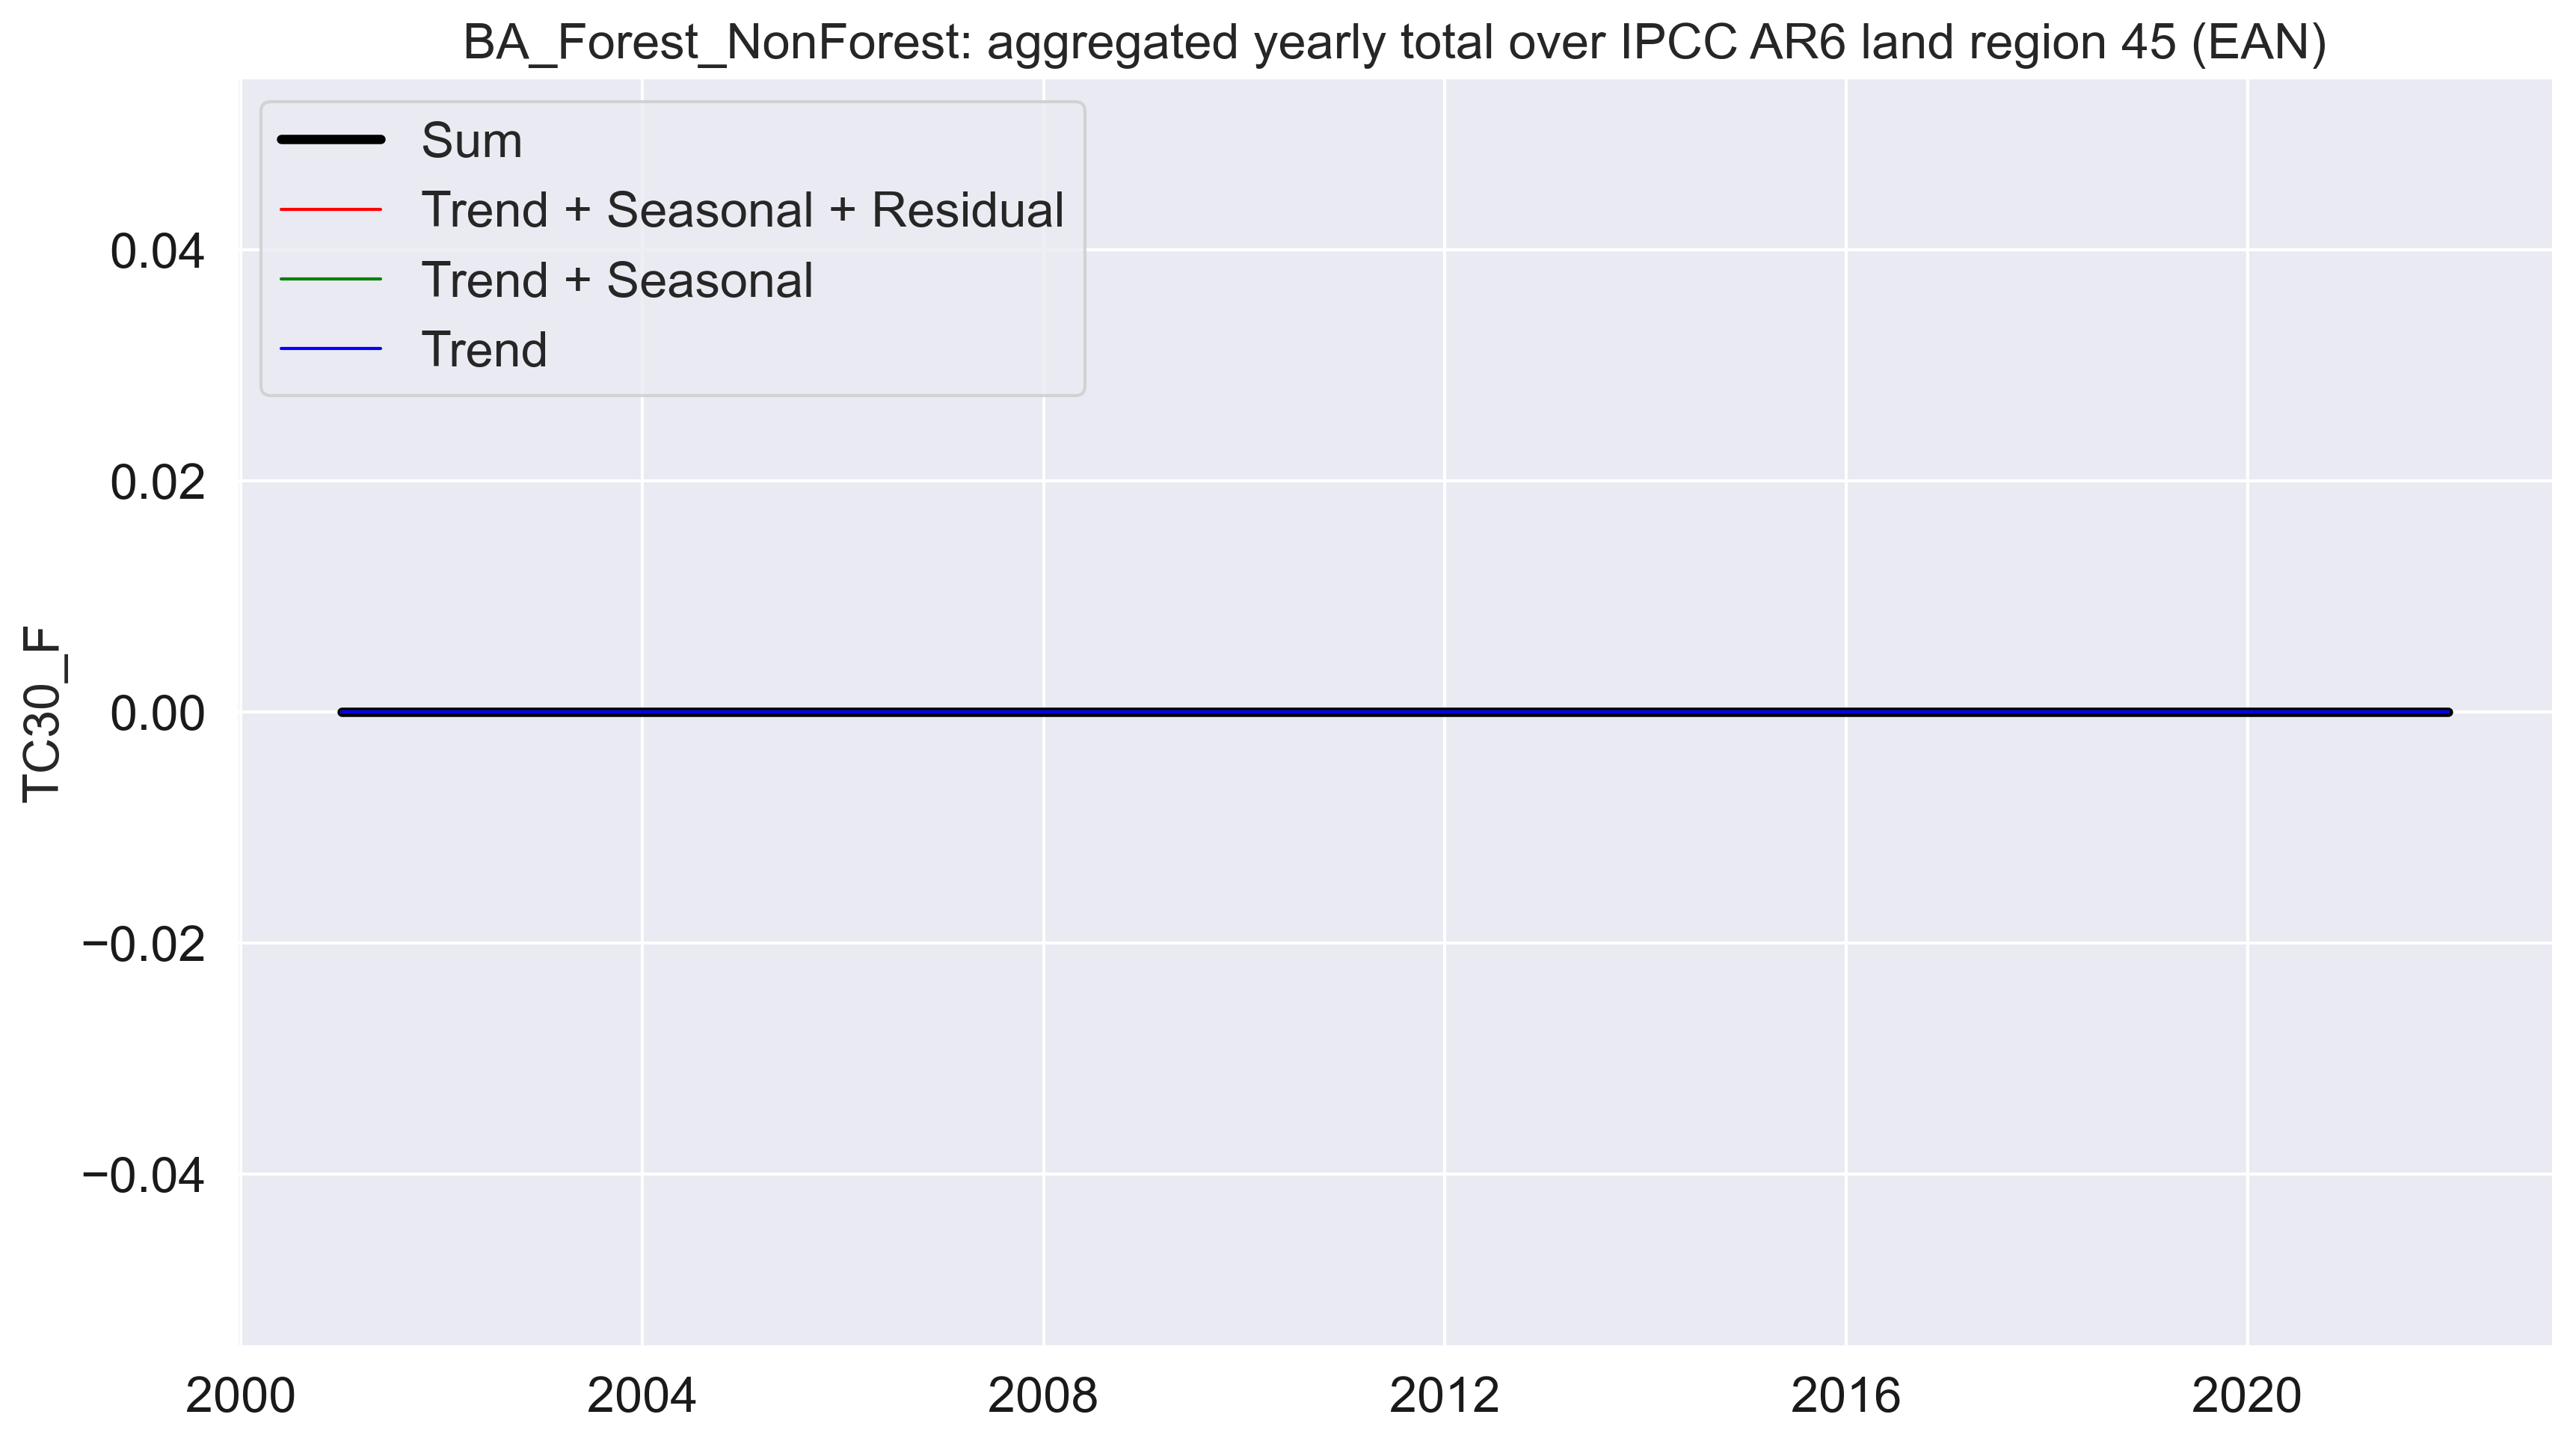 BA_Forest_NonForest: aggregated yearly total over IPCC AR6 land region 45 (EAN)
Sum
Trend + Seasonal + Residual
Trend + Seasonal
Trend
0.04
0.02
0.00
−0.02
−0.04
TC30_F
2000 2004 2008 2012 2016 2020